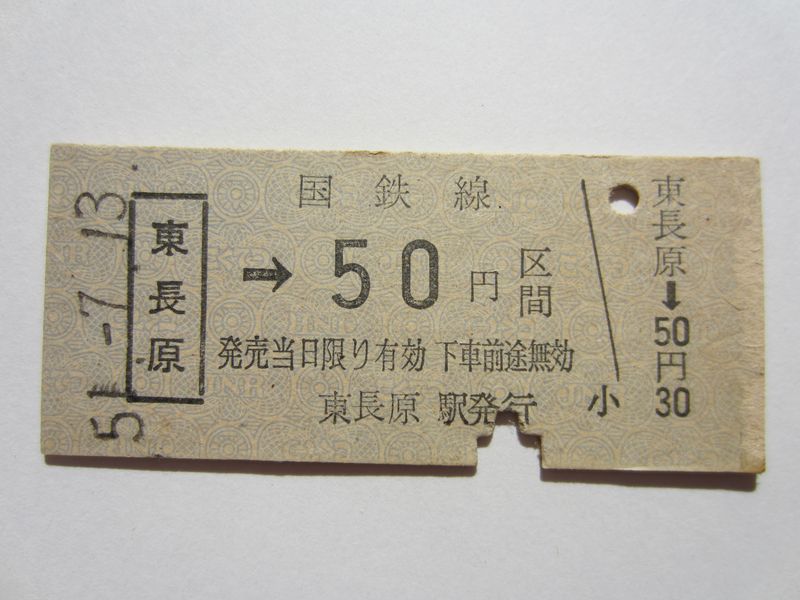 51.-7.13
東長原
国鉄線
→50円区間
発売当日限り有効 下車前途無効
東長原 駅発行
小
東長原→50円
30